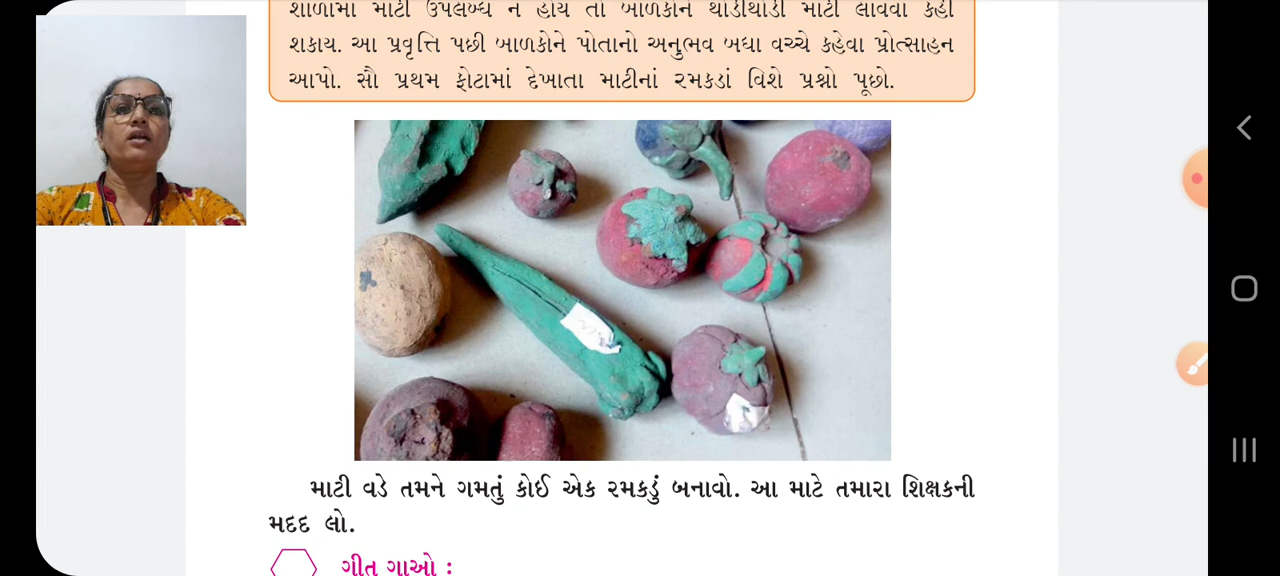 શાળામાં માટી ઉપલબ્ધ ન હોય તો બાળકોને થોડીથોડી માટી લાવવા કહી
શકાય. આ પ્રવૃત્તિ પછી બાળકોને પોતાનો અનુભવ બધા વચ્ચે કહેવા પ્રોત્સાહન
આપો. સૌ પ્રથમ ફોટામાં દેખાતા માટીનાં રમકડાં વિશે પ્રશ્નો પૂછો.
માટી વડે તમને ગમતું કોઈ એક રમકડું બનાવો. આ માટે તમારા શિક્ષકની
મદદ લો.
ગીત ગાઓ :